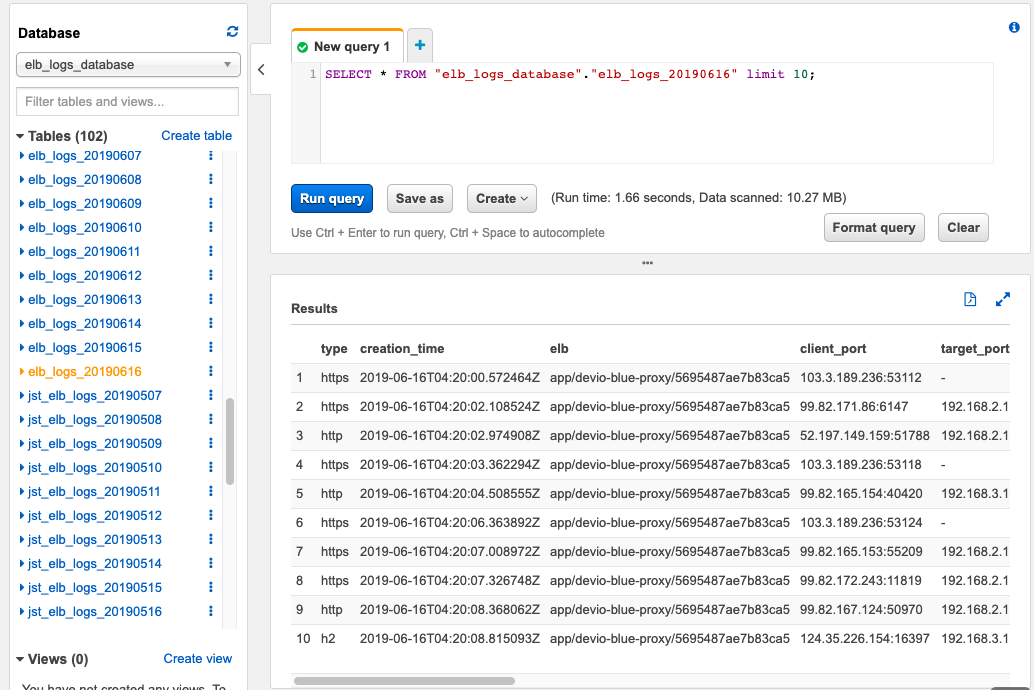 Database
elb_logs_database
Filter tables and views...
Tables (102) Create table
elb_logs_20190607
elb_logs_20190608
elb_logs_20190609
elb_logs_20190610
elb_logs_20190611
elb_logs_20190612
elb_logs_20190613
elb_logs_20190614
elb_logs_20190615
elb_logs_20190616
jst_elb_logs_20190507
jst_elb_logs_20190508
jst_elb_logs_20190509
jst_elb_logs_20190510
jst_elb_logs_20190511
jst_elb_logs_20190512
jst_elb_logs_20190513
jst_elb_logs_20190514
jst_elb_logs_20190515
jst_elb_logs_20190516
Views (0) Create view
You have not created any views. To
New query 1 +
1 SELECT * FROM "elb_logs_database"."elb_logs_20190616" limit 10;
Run query Save as Create (Run time: 1.66 seconds, Data scanned: 10.27 MB)
Use Ctrl + Enter to run query, Ctrl + Space to autocomplete Format query Clear
Results
type creation_time elb client_port target_port
1 https 2019-06-16T04:20:00.572464Z app/devio-blue-proxy/5695487ae7b83ca5 103.3.189.236:53112 -
2 https 2019-06-16T04:20:02.108524Z app/devio-blue-proxy/5695487ae7b83ca5 99.82.171.86:6147 192.168.2.1
3 http 2019-06-16T04:20:02.974908Z app/devio-blue-proxy/5695487ae7b83ca5 52.197.149.159:51788 192.168.2.1
4 https 2019-06-16T04:20:03.362294Z app/devio-blue-proxy/5695487ae7b83ca5 103.3.189.236:53118 -
5 http 2019-06-16T04:20:04.508555Z app/devio-blue-proxy/5695487ae7b83ca5 99.82.165.154:40420 192.168.3.1
6 https 2019-06-16T04:20:06.363892Z app/devio-blue-proxy/5695487ae7b83ca5 103.3.189.236:53124 -
7 https 2019-06-16T04:20:07.008972Z app/devio-blue-proxy/5695487ae7b83ca5 99.82.165.153:55209 192.168.2.1
8 https 2019-06-16T04:20:07.326748Z app/devio-blue-proxy/5695487ae7b83ca5 99.82.172.243:11819 192.168.2.1
9 http 2019-06-16T04:20:08.368062Z app/devio-blue-proxy/5695487ae7b83ca5 99.82.167.124:50970 192.168.2.1
10 h2 2019-06-16T04:20:08.815093Z app/devio-blue-proxy/5695487ae7b83ca5 124.35.226.154:16397 192.168.3.1